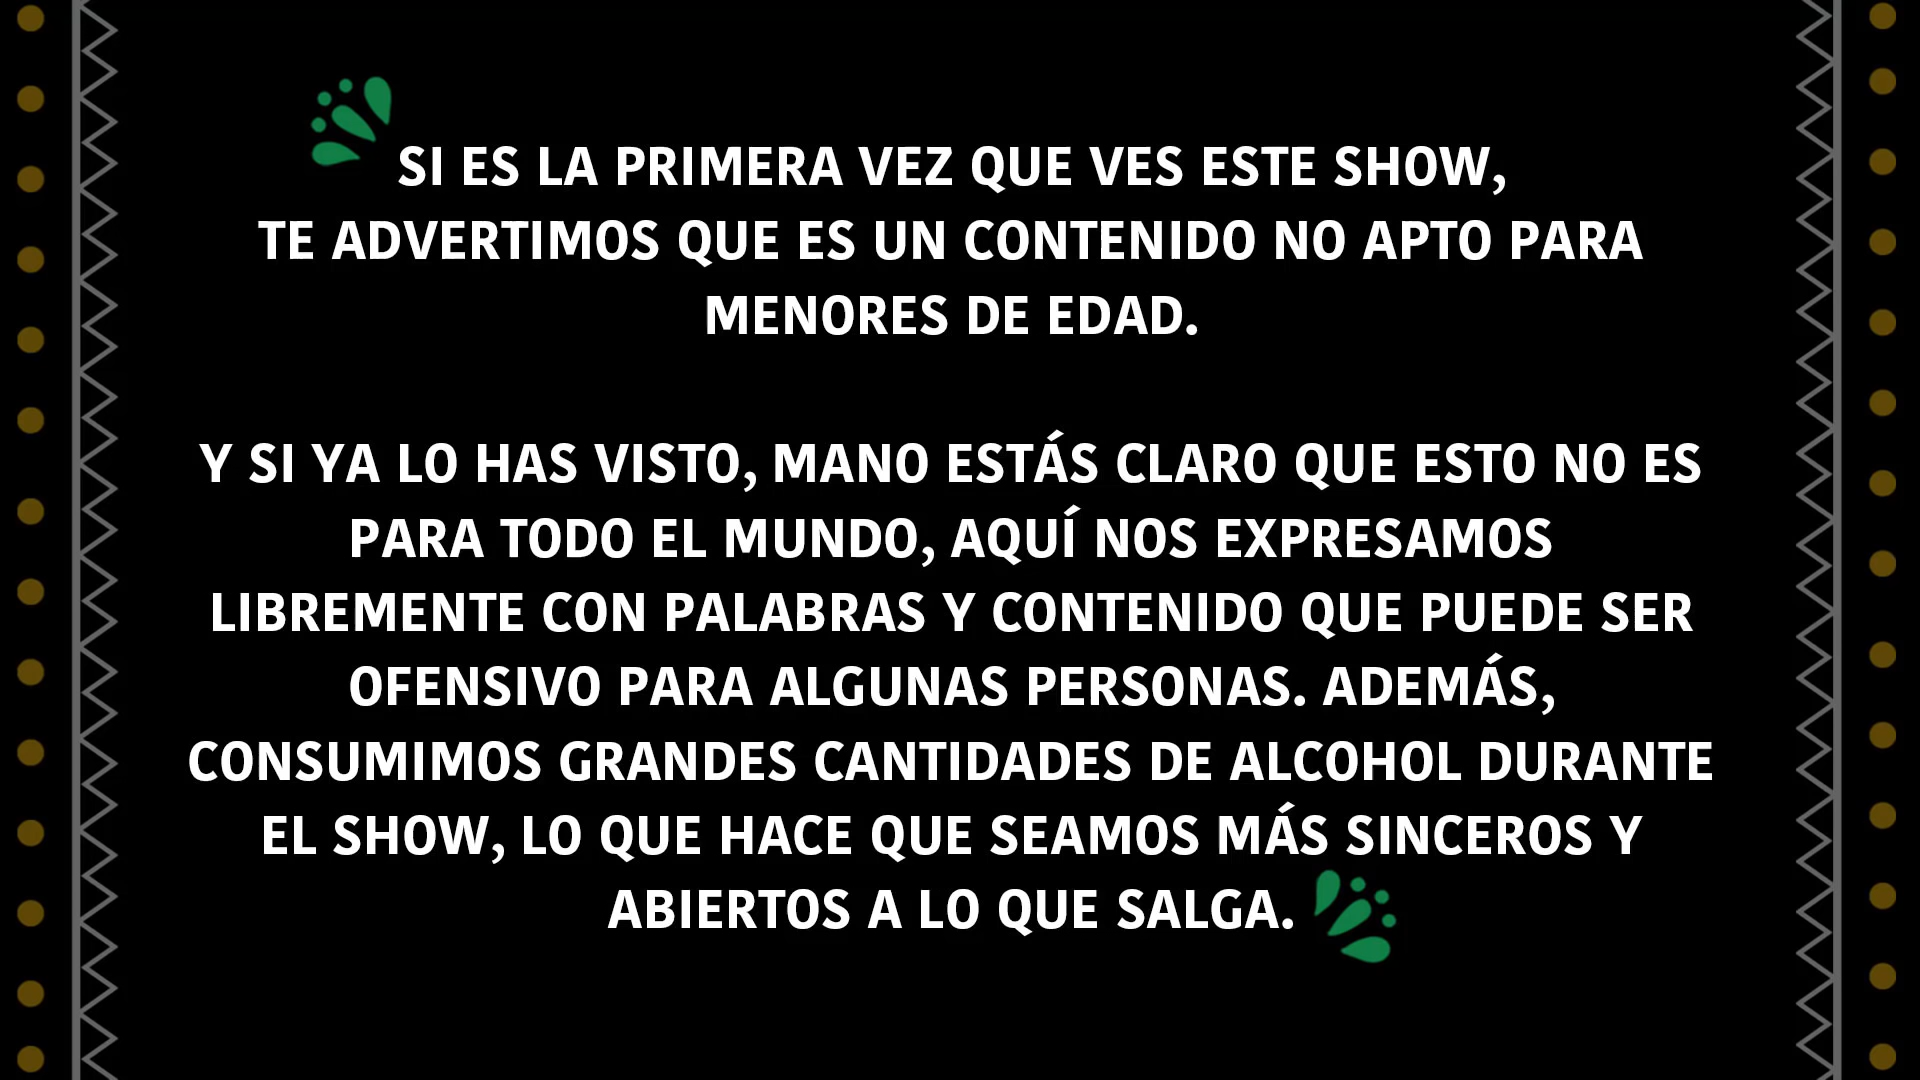 SI ES LA PRIMERA VEZ QUE VES ESTE SHOW,
TE ADVERTIMOS QUE ES UN CONTENIDO NO APTO PARA
MENORES DE EDAD.
Y SI YA LO HAS VISTO, MANO ESTÁS CLARO QUE ESTO NO ES
PARA TODO EL MUNDO, AQUÍ NOS EXPRESAMOS
LIBREMENTE CON PALABRAS Y CONTENIDO QUE PUEDE SER
OFENSIVO PARA ALGUNAS PERSONAS. ADEMÁS,
CONSUMIMOS GRANDES CANTIDADES DE ALCOHOL DURANTE
EL SHOW, LO QUE HACE QUE SEAMOS MÁS SINCEROS Y
ABIERTOS A LO QUE SALGA.